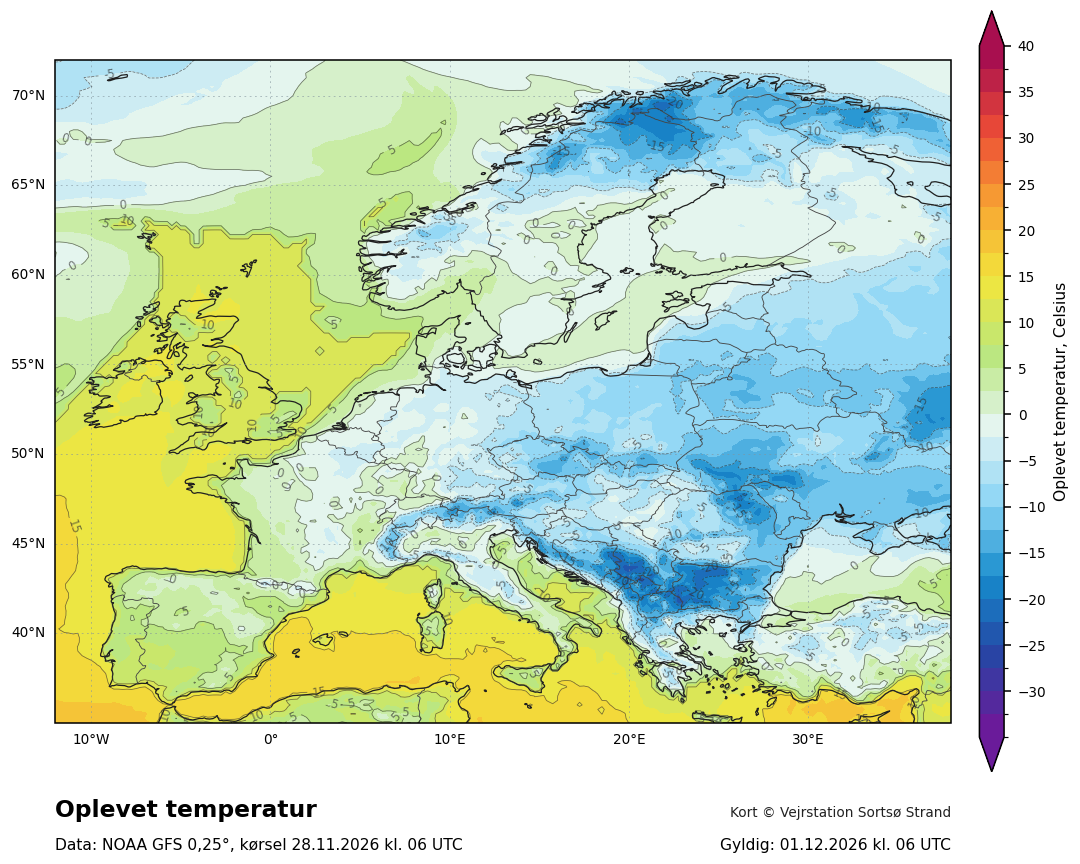 40
35
30
25
20
15
10
5
0
−5
−10
−15
−20
−25
−30
Oplevet temperatur, Celsius
70°N
65°N
60°N
55°N
50°N
45°N
40°N
10°W
0°
10°E
20°E
30°E
Oplevet temperatur
Kort © Vejrstation Sortsø Strand
Data: NOAA GFS 0,25°, kørsel 28.11.2026 kl. 06 UTC
Gyldig: 01.12.2026 kl. 06 UTC